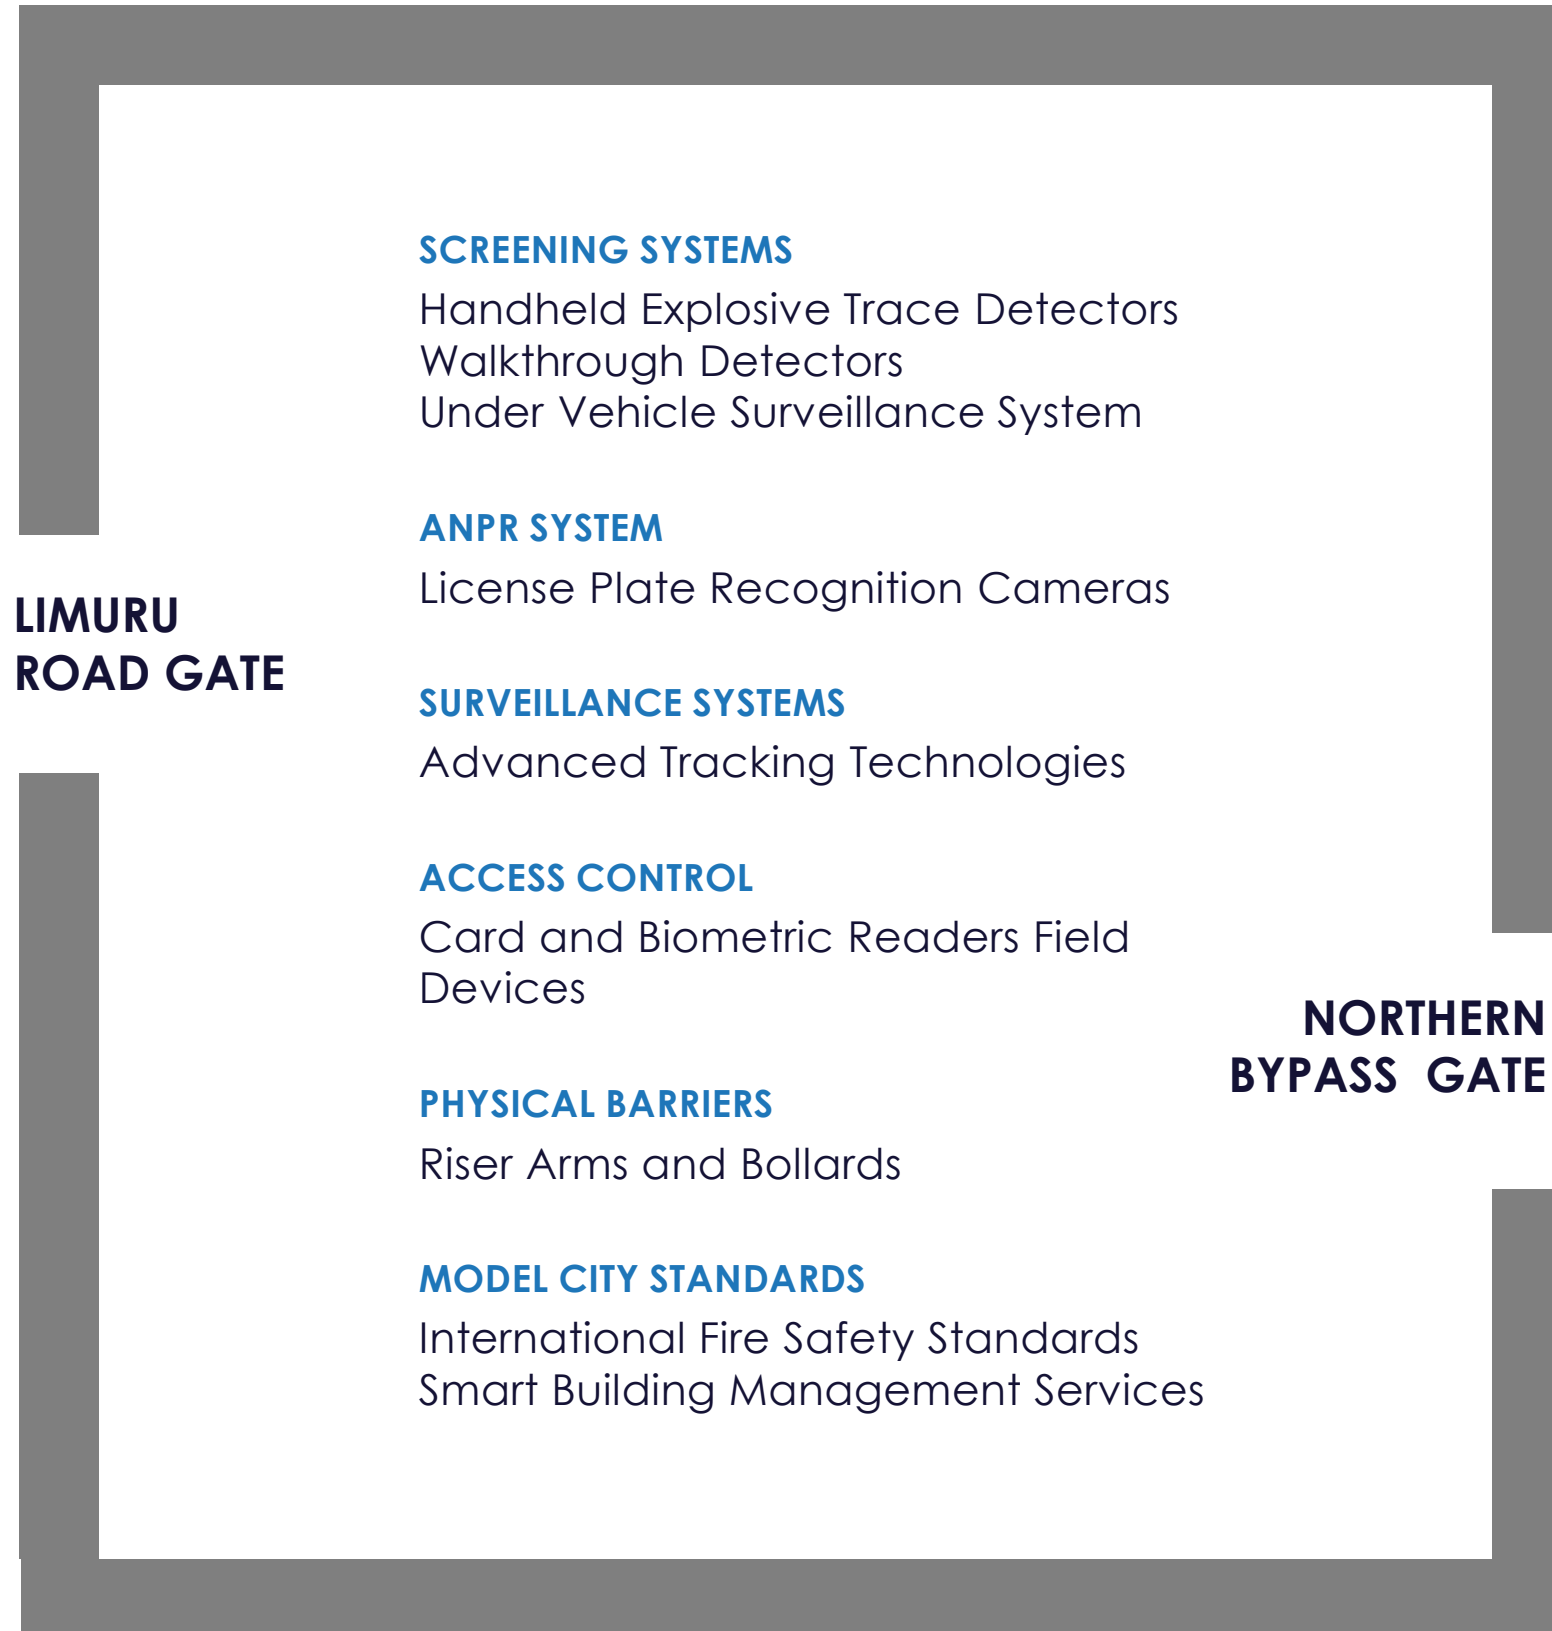 SCREENING SYSTEMS
Handheld Explosive Trace Detectors
Walkthrough Detectors
Under Vehicle Surveillance System
ANPR SYSTEM
License Plate Recognition Cameras
LIMURU
ROAD GATE
SURVEILLANCE SYSTEMS
Advanced Tracking Technologies
ACCESS CONTROL
Card and Biometric Readers Field
Devices
NORTHERN
BYPASS GATE
PHYSICAL BARRIERS
Riser Arms and Bollards
MODEL CITY STANDARDS
International Fire Safety Standards
Smart Building Management Services